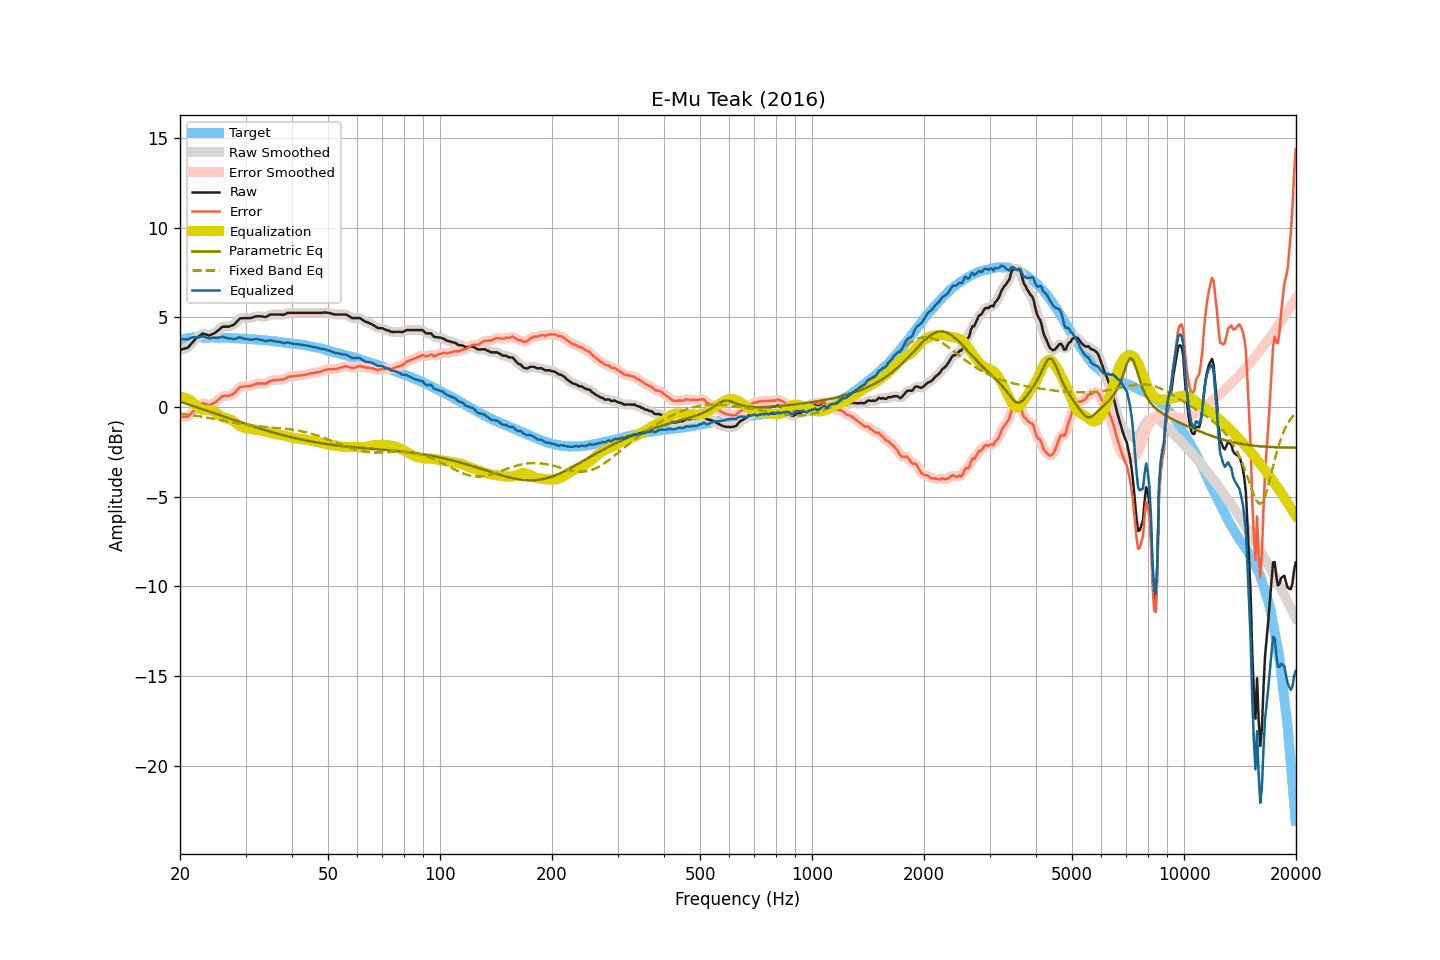 E-Mu Teak (2016)
Target
Raw Smoothed
Error Smoothed
Raw
Error
Equalization
Parametric Eq
Fixed Band Eq
Equalized
15
10
5
0
−5
−10
−15
−20
Amplitude (dBr)
20 50 100 200 500 1000 2000 5000 10000 20000
Frequency (Hz)